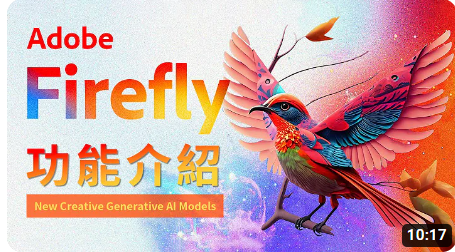 Adobe
Firefly
功能介紹
New Creative Generative AI Models
10:17